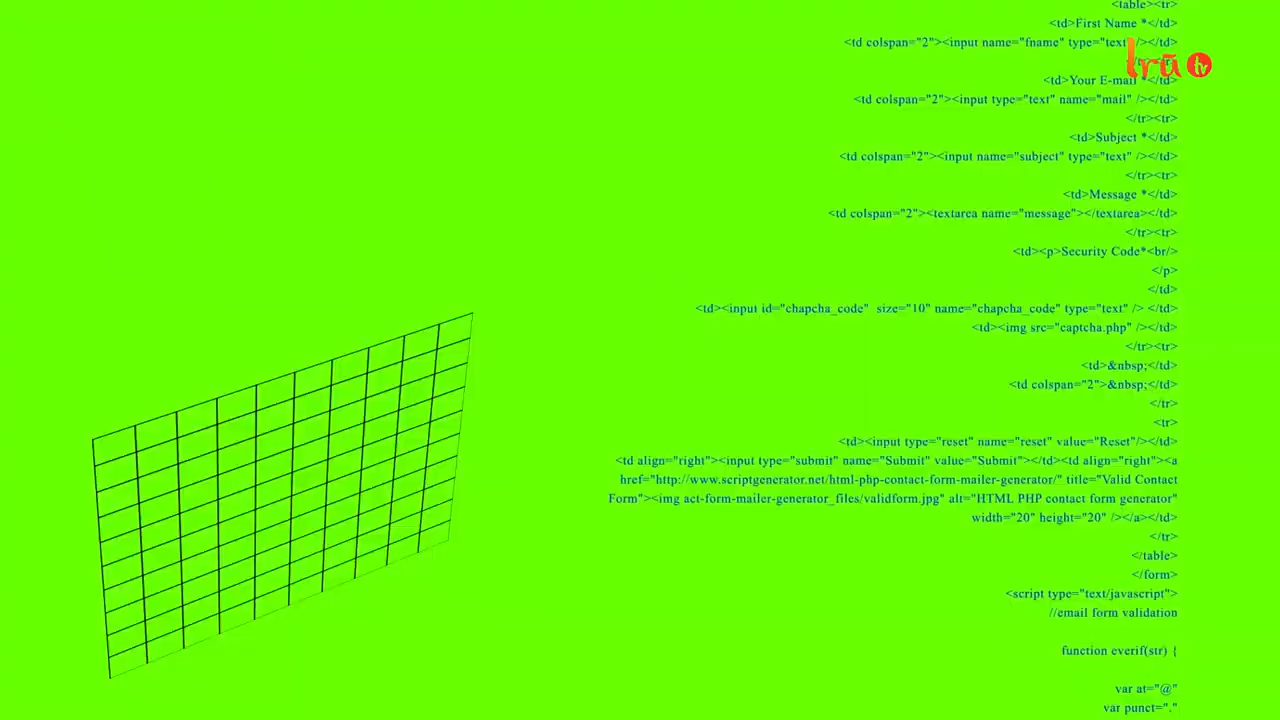 <table><tr>
<td>First Name *</td>
<td colspan="2"><input name="fname" type="text" /></td>
</tr><tr>
<td>Your E-mail *</td>
<td colspan="2"><input type="text" name="mail" /></td>
</tr><tr>
<td>Subject *</td>
<td colspan="2"><input name="subject" type="text" /></td>
</tr><tr>
<td>Message *</td>
<td colspan="2"><textarea name="message"></textarea></td>
</tr><tr>
<td><p>Security Code*<br/>
</p>
</td>
<td><input id="chapcha_code"  size="10" name="chapcha_code" type="text" /> </td>
<td><img src="captcha.php" /></td>
</tr><tr>
<td>&nbsp;</td>
<td colspan="2">&nbsp;</td>
</tr>
<tr>
<td><input type="reset" name="reset" value="Reset"/></td>
<td align="right"><input type="submit" name="Submit" value="Submit"></td><td align="right"><a
href="http://www.scriptgenerator.net/html-php-contact-form-mailer-generator/" title="Valid Contact
Form"><img act-form-mailer-generator_files/validform.jpg" alt="HTML PHP contact form generator"
width="20" height="20" /></a></td>
</tr>
</table>
</form>
<script type="text/javascript">
//email form validation
function everif(str) {
var at="@"
var punct="."
trū tv